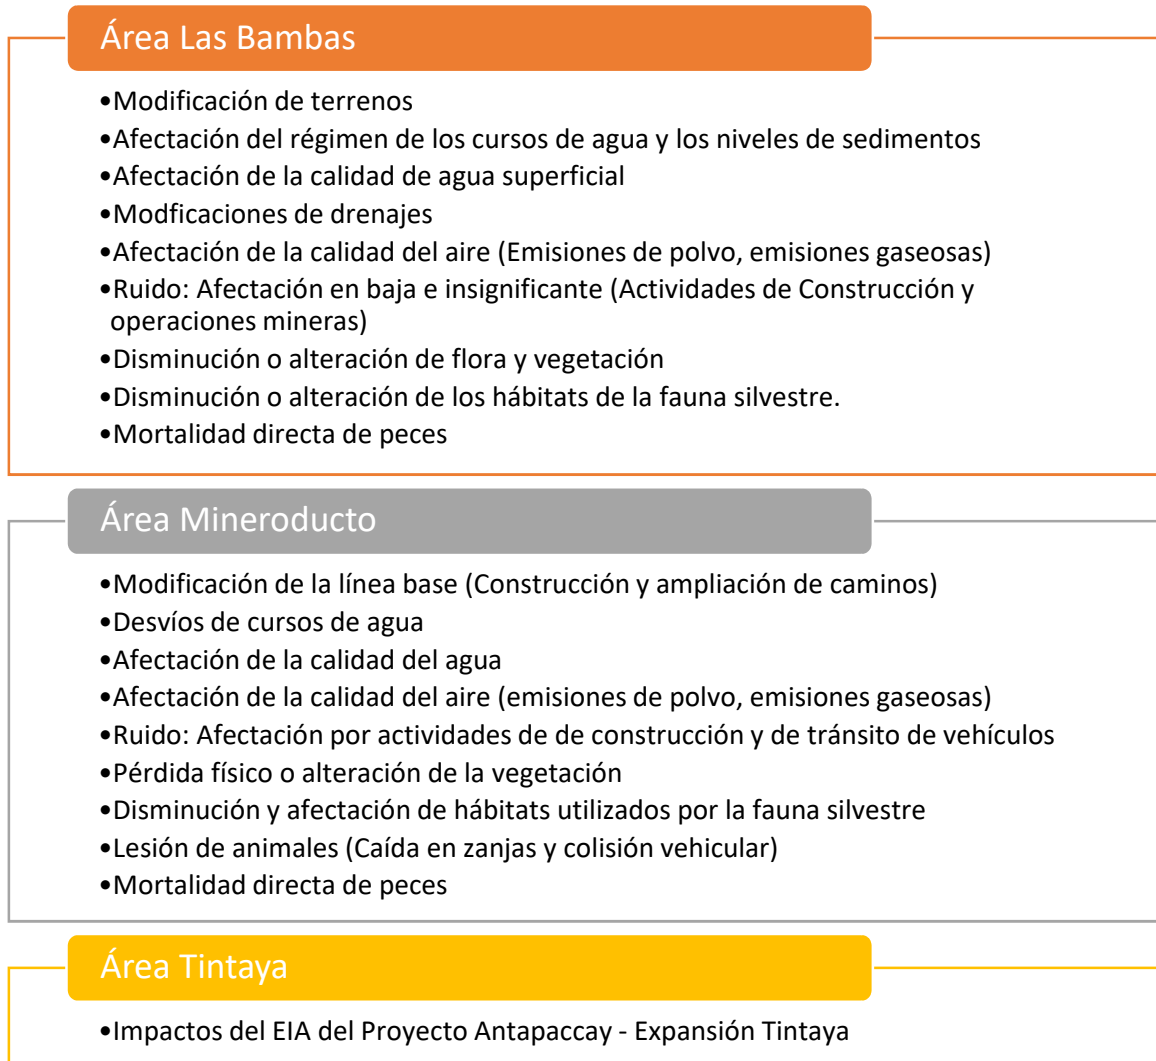 Área Las Bambas
•Modificación de terrenos
•Afectación del régimen de los cursos de agua y los niveles de sedimentos
•Afectación de la calidad de agua superficial
•Modficaciones de drenajes
•Afectación de la calidad del aire (Emisiones de polvo, emisiones gaseosas)
•Ruido: Afectación en baja e insignificante (Actividades de Construcción y
operaciones mineras)
•Disminución o alteración de flora y vegetación
•Disminución o alteración de los hábitats de la fauna silvestre.
•Mortalidad directa de peces
Área Mineroducto
•Modificación de la línea base (Construcción y ampliación de caminos)
•Desvíos de cursos de agua
•Afectación de la calidad del agua
•Afectación de la calidad del aire (emisiones de polvo, emisiones gaseosas)
•Ruido: Afectación por actividades de de construcción y de tránsito de vehículos
•Pérdida físico o alteración de la vegetación
•Disminución y afectación de hábitats utilizados por la fauna silvestre
•Lesión de animales (Caída en zanjas y colisión vehicular)
•Mortalidad directa de peces
Área Tintaya
•Impactos del EIA del Proyecto Antapaccay - Expansión Tintaya